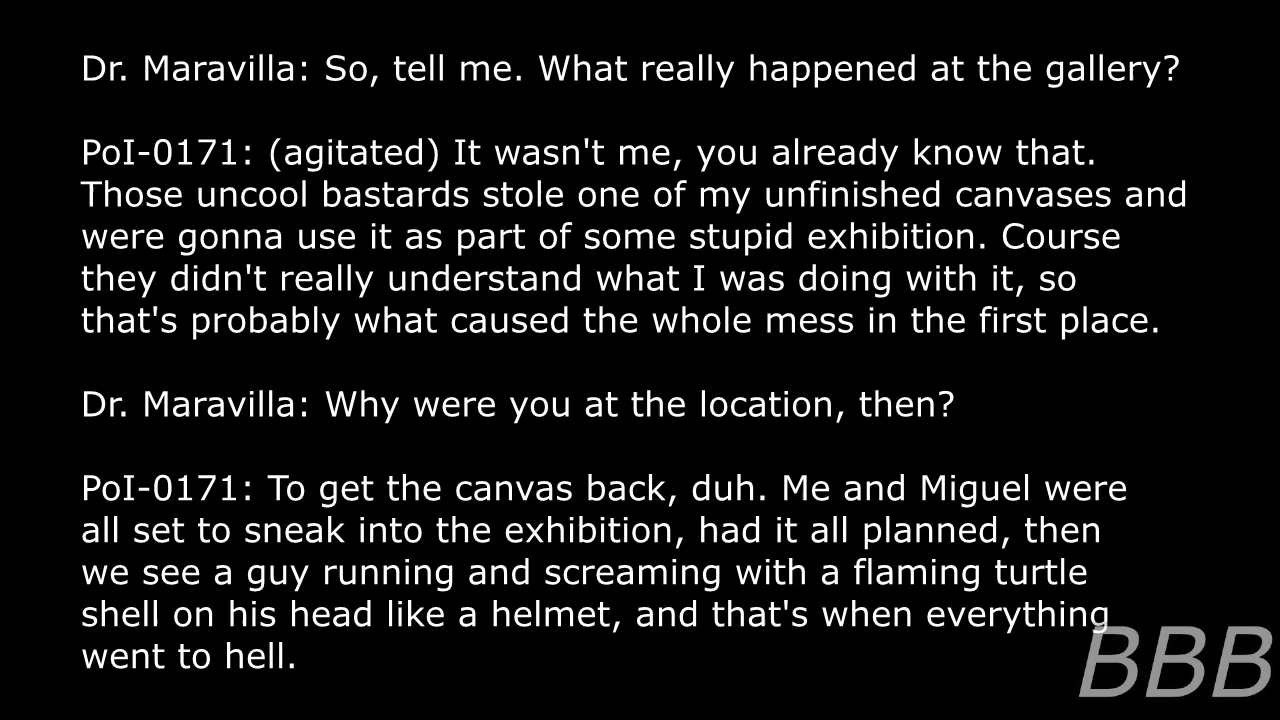 Dr. Maravilla: So, tell me. What really happened at the gallery?
PoI-0171: (agitated) It wasn't me, you already know that.
Those uncool bastards stole one of my unfinished canvases and
were gonna use it as part of some stupid exhibition. Course
they didn't really understand what I was doing with it, so
that's probably what caused the whole mess in the first place.
Dr. Maravilla: Why were you at the location, then?
PoI-0171: To get the canvas back, duh. Me and Miguel were
all set to sneak into the exhibition, had it all planned, then
we see a guy running and screaming with a flaming turtle
shell on his head like a helmet, and that's when everything
went to hell.
BBB